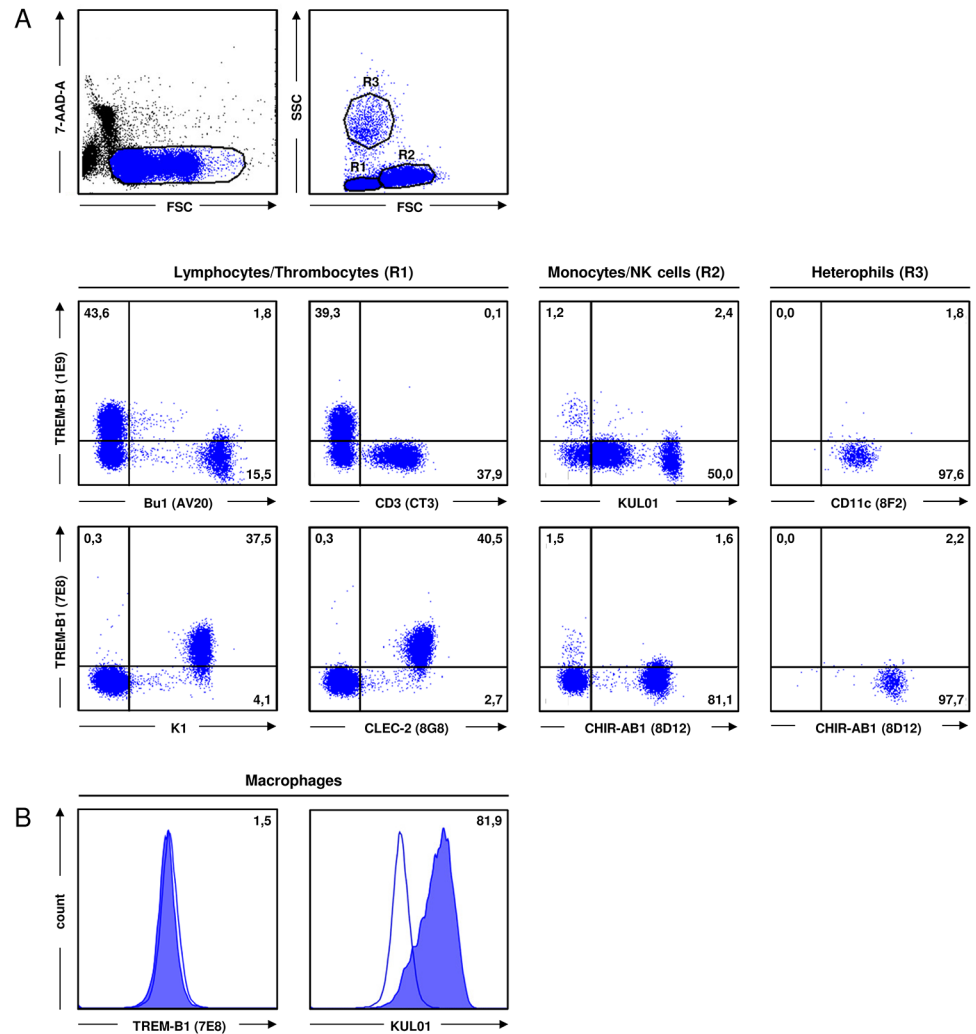 A
7-AAD-A
FSC
SSC
R3
R2
R1
FSC
Lymphocytes/Thrombocytes (R1)
Monocytes/NK cells (R2)
Heterophils (R3)
TREM-B1 (1E9)
43,6
1,8
15,5
Bu1 (AV20)
39,3
0,1
37,9
CD3 (CT3)
1,2
2,4
50,0
KUL01
0,0
1,8
97,6
CD11c (8F2)
TREM-B1 (7E8)
0,3
37,5
4,1
K1
0,3
40,5
2,7
CLEC-2 (8G8)
1,5
1,6
81,1
CHIR-AB1 (8D12)
0,0
2,2
97,7
CHIR-AB1 (8D12)
Macrophages
B
count
1,5
TREM-B1 (7E8)
81,9
KUL01